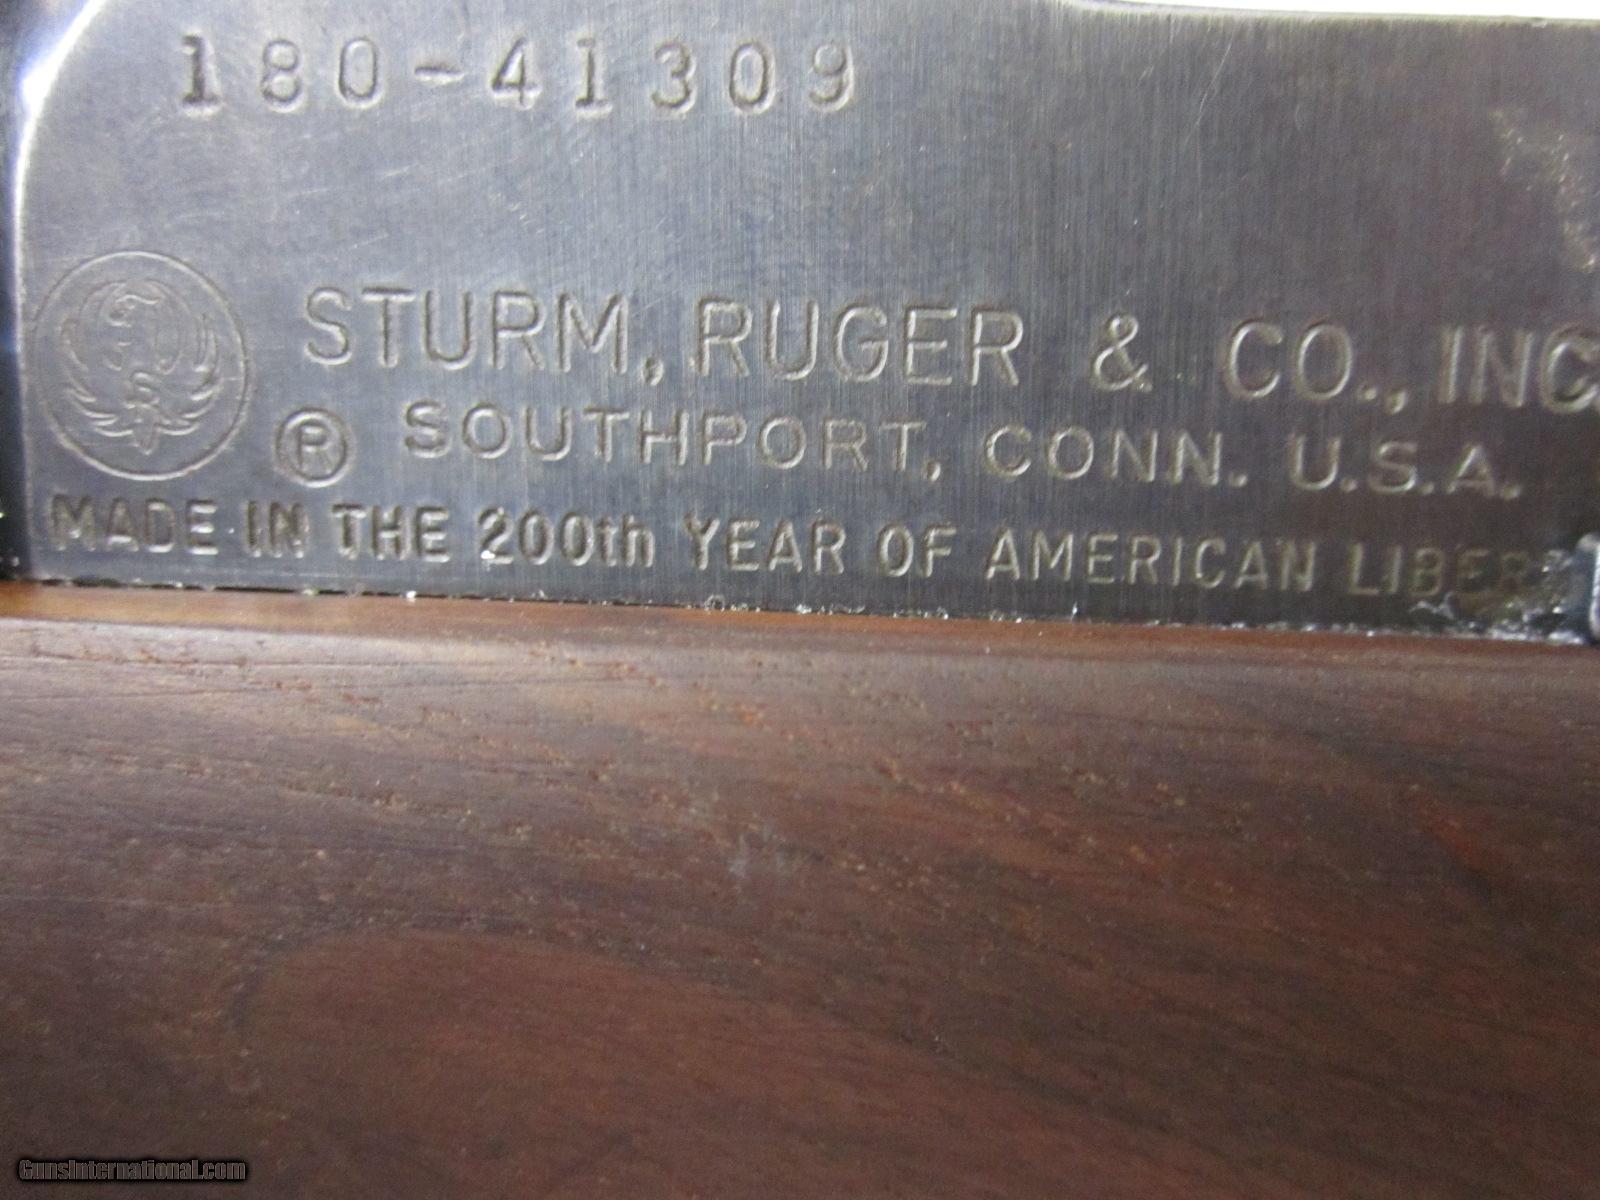 180-41309
STURM, RUGER & CO., INC.
® SOUTHPORT, CONN. U.S.A.
MADE IN THE 200th YEAR OF AMERICAN
GunsInternational.com